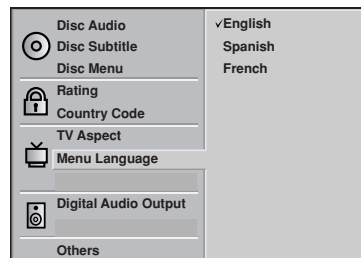 Disc Audio
Disc Subtitle
Disc Menu
Rating
Country Code
TV Aspect
Menu Language
Digital Audio Output
Others
✓English
Spanish
French